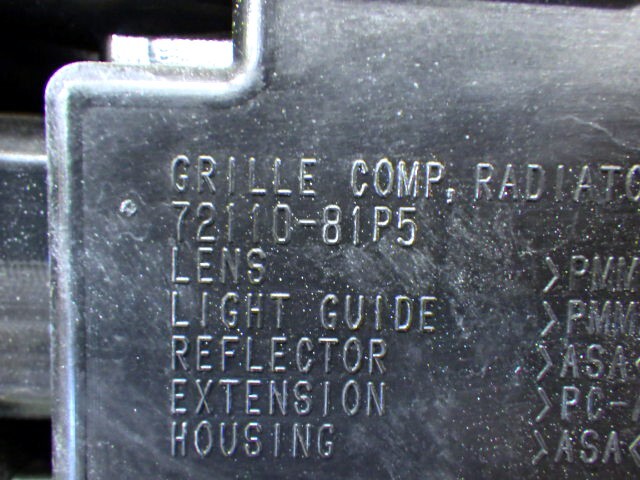 GRILLE COMP, RADIATO
72110-81P5
LENS >PMM
LIGHT GUIDE >PMM
REFLECTOR >ASA<
EXTENSION >PC-
HOUSING >ASA<